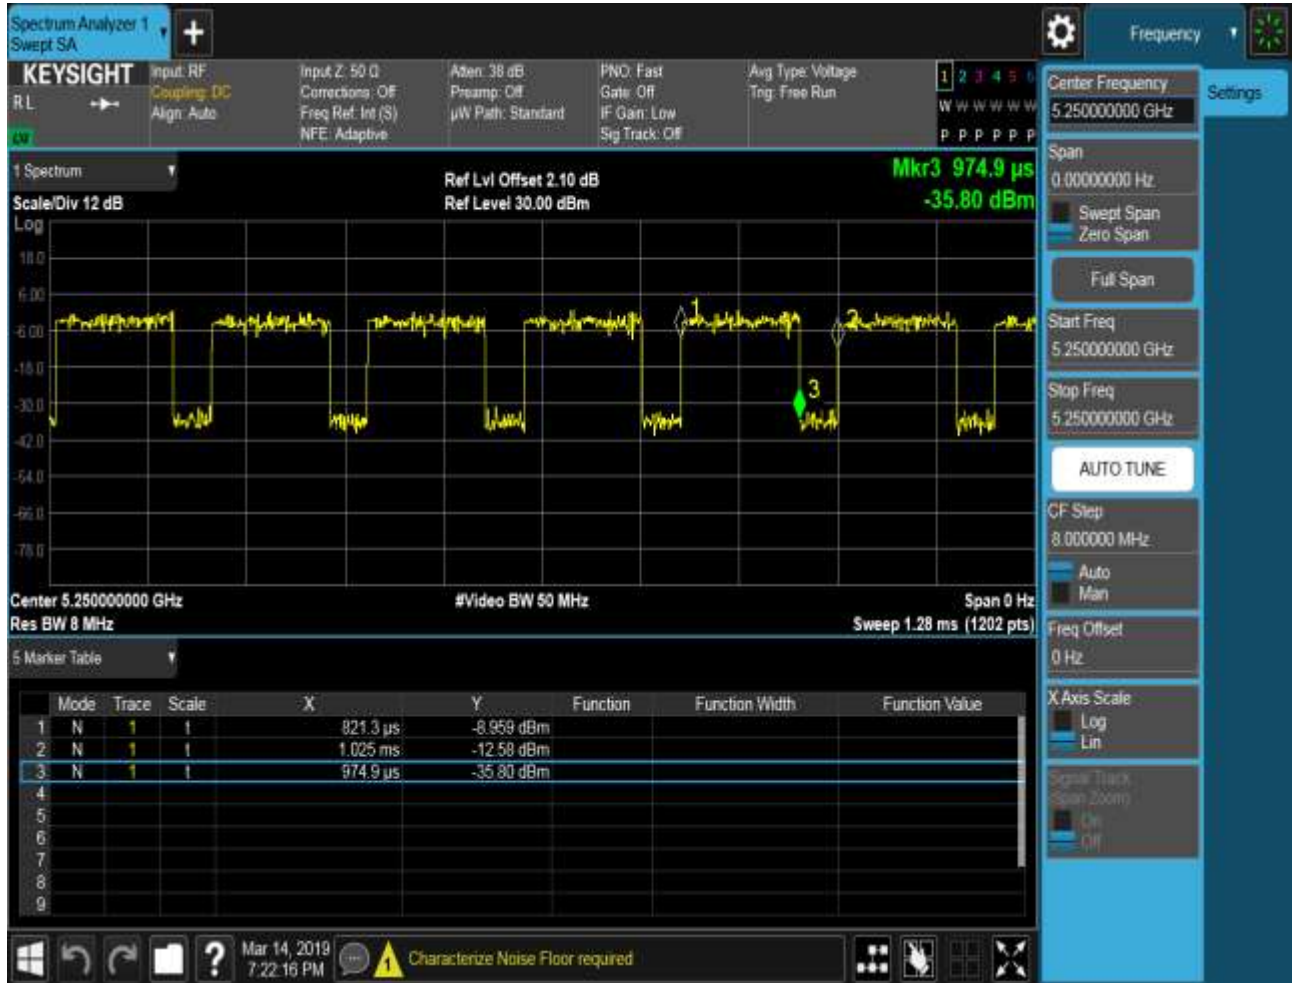 Spectrum Analyzer 1
Swept SA
+
Frequency
KEYSIGHT
RL
Input: RF
Coupling: DC
Align: Auto
Input Z: 50 Ω
Corrections: Off
Freq Ref: Int (S)
NFE: Adaptive
Atten: 38 dB
Preamp: Off
µW Path: Standard
PNO: Fast
Gate: Off
IF Gain: Low
Sig Track: Off
Avg Type: Voltage
Trig: Free Run
1 2 3 4 5 6
W W W W W W
P P P P P P
1 Spectrum
Scale/Div 12 dB
Ref Lvl Offset 2.10 dB
Ref Level 30.00 dBm
Mkr3 974.9 µs
-35.80 dBm
Log
18.0
6.00
-6.00
-18.0
-30.0
-42.0
-54.0
-66.0
-78.0
1
2
3
Center 5.250000000 GHz
Res BW 8 MHz
#Video BW 50 MHz
Span 0 Hz
Sweep 1.28 ms (1202 pts)
5 Marker Table
Mode Trace Scale X Y Function Function Width Function Value
1 N 1 t 821.3 µs -8.959 dBm
2 N 1 t 1.025 ms -12.58 dBm
3 N 1 t 974.9 µs -35.80 dBm
4
5
6
7
8
9
?
Mar 14, 2019
7:22:16 PM
1
Characterize Noise Floor required
Center Frequency
5.250000000 GHz
Settings
Span
0.00000000 Hz
Swept Span
Zero Span
Full Span
Start Freq
5.250000000 GHz
Stop Freq
5.250000000 GHz
AUTO TUNE
CF Step
8.000000 MHz
Auto
Man
Freq Offset
0 Hz
X Axis Scale
Log
Lin
Signal Track
(Span Zoom)
On
Off